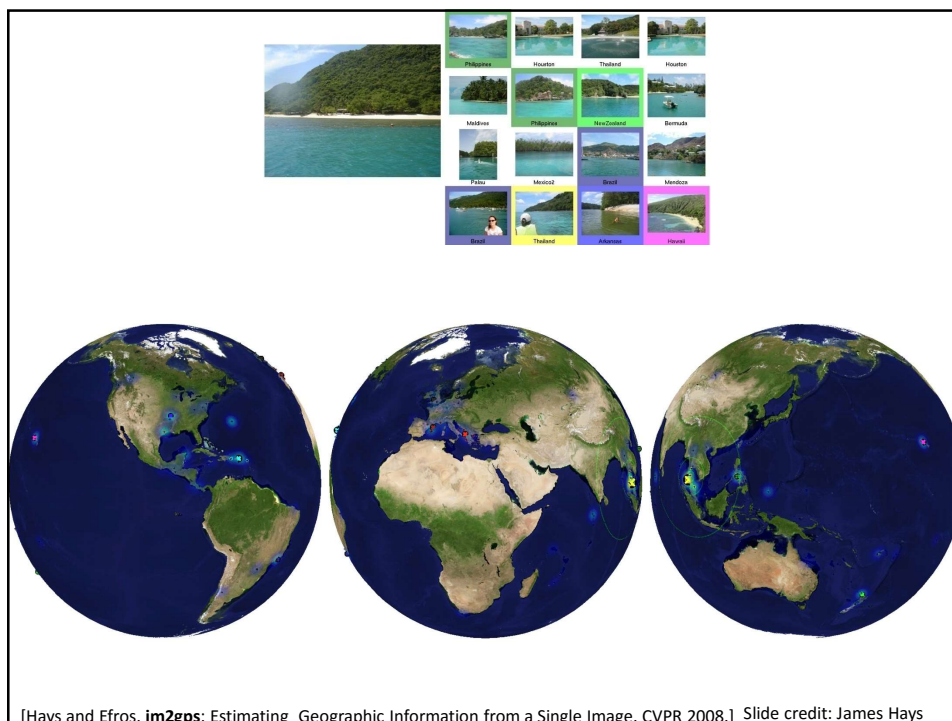 Philippines Houston Thailand Houston
Maldives Philippines NewZealand Bermuda
Palau Mexico2 Brazil Mendoza
Brazil Thailand Arkansas Hawaii
[Hays and Efros. im2gps: Estimating Geographic Information from a Single Image. CVPR 2008.] Slide credit: James Hays